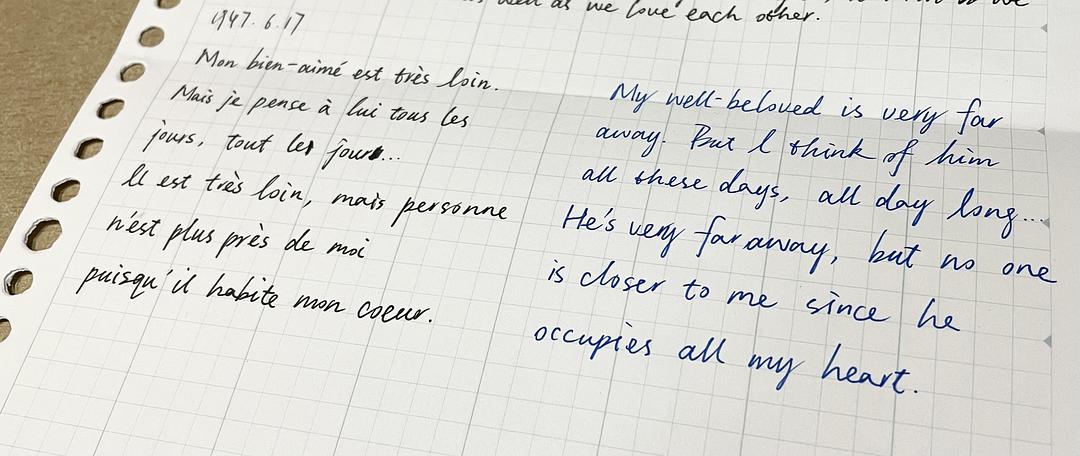 as we love each other.
1947.6.17
Mon bien-aimé est très loin.
Mais je pense à lui tous les
jours, tout les jours...
Il est très loin, mais personne
n'est plus près de moi
puisqu'il habite mon coeur.
My well-beloved is very far
away. But I think of him
all these days, all day long...
He's very far away, but no one
is closer to me since he
occupies all my heart.